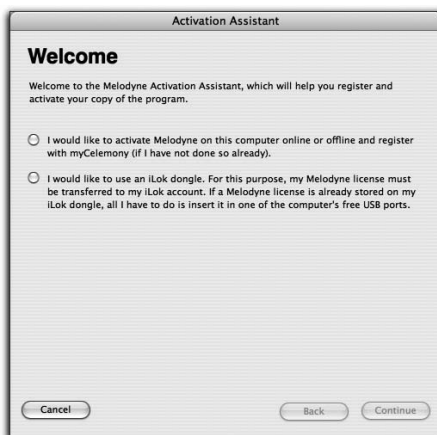 Activation Assistant
Welcome
Welcome to the Melodyne Activation Assistant, which will help you register and
activate your copy of the program.
I would like to activate Melodyne on this computer online or offline and register
with myCelemony (if I have not done so already).
I would like to use an iLok dongle. For this purpose, my Melodyne license must
be transferred to my iLok account. If a Melodyne license is already stored on my
iLok dongle, all I have to do is insert it in one of the computer's free USB ports.
Cancel
Back
Continue